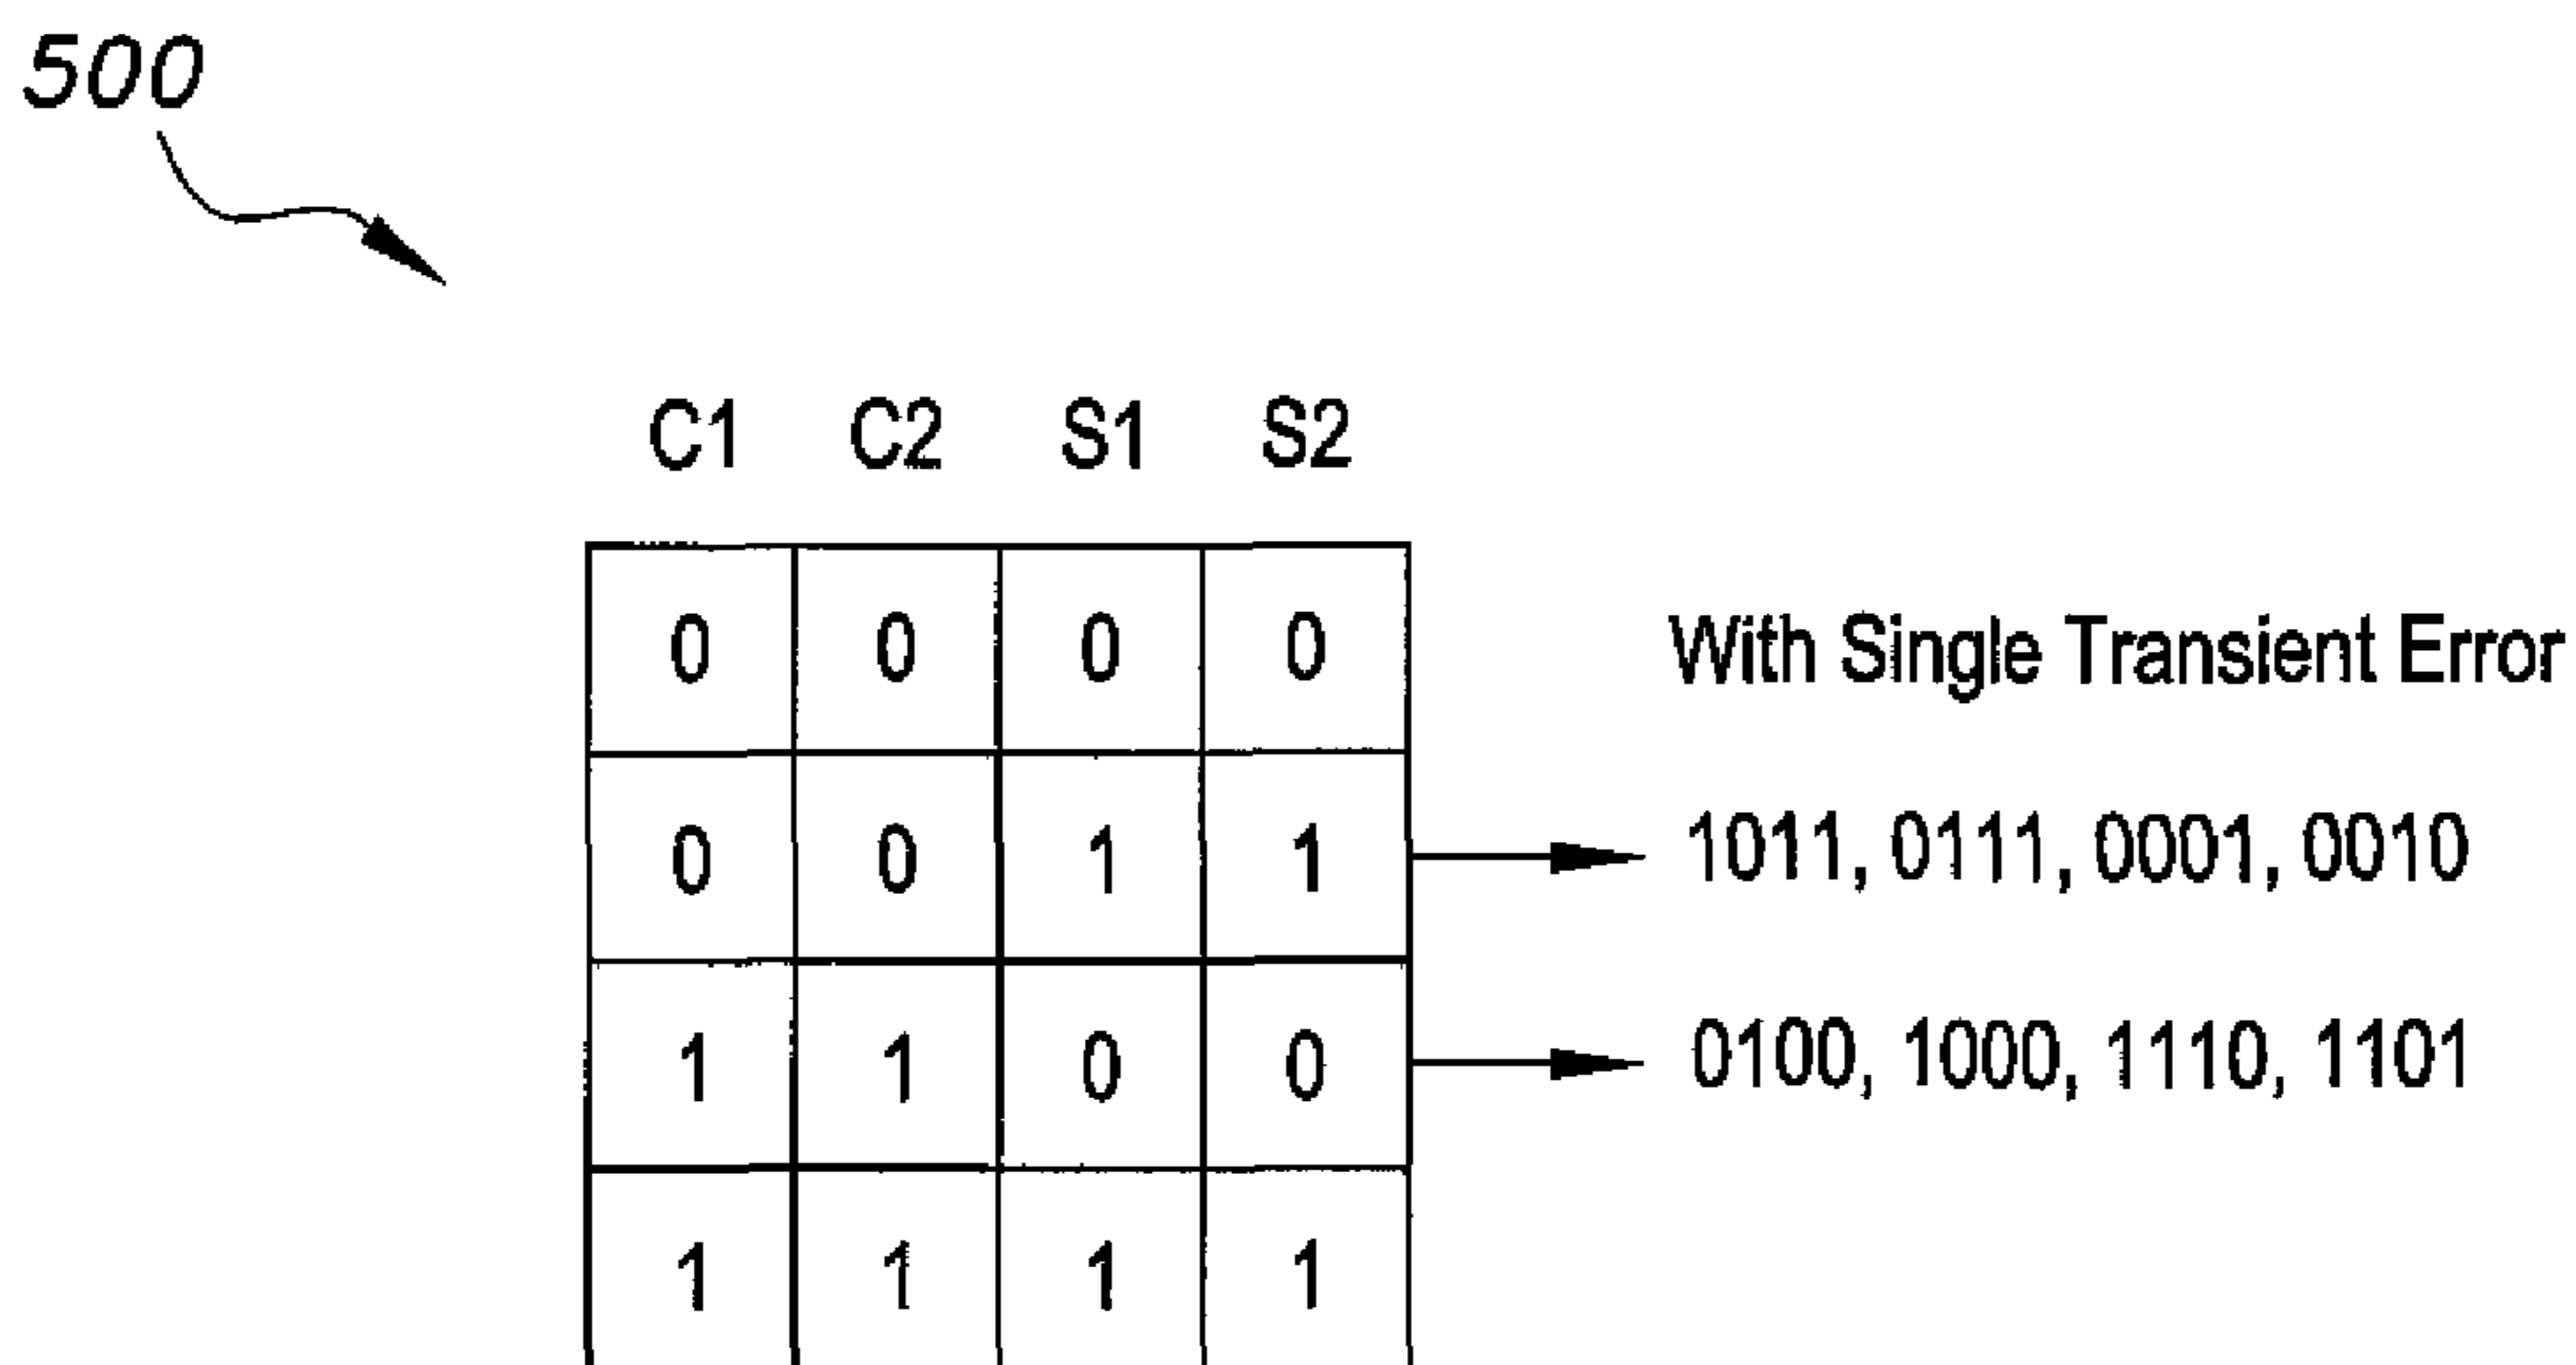 500
C1 C2 S1 S2
0 0 0 0 With Single Transient Error
0 0 1 1 1011, 0111, 0001, 0010
1 1 0 0 0100, 1000, 1110, 1101
1 1 1 1